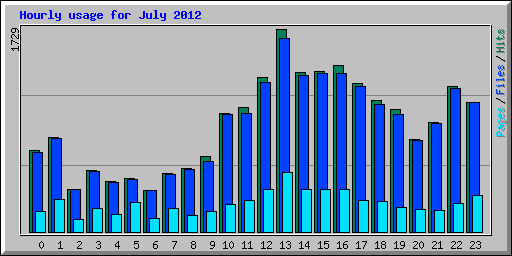 Hourly usage for July 2012
1729
Pages/Files/Hits
0 1 2 3 4 5 6 7 8 9 10 11 12 13 14 15 16 17 18 19 20 21 22 23